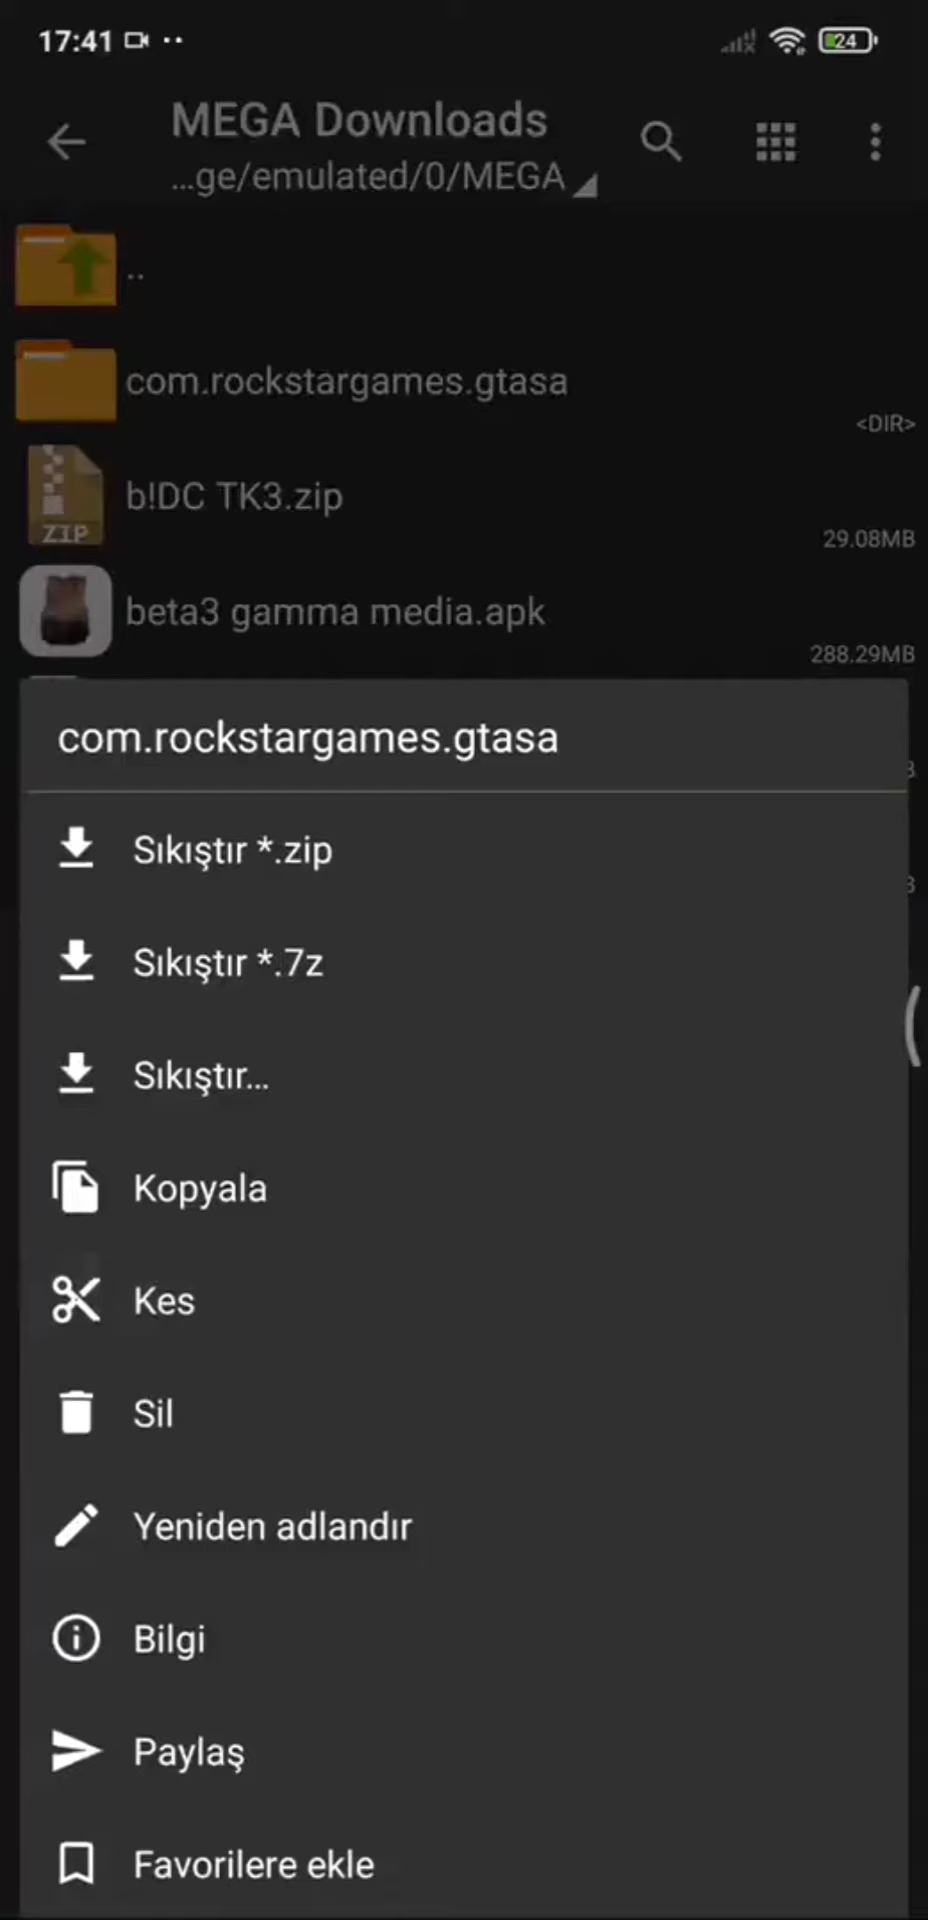 17:41
24
MEGA Downloads
...ge/emulated/0/MEGA
..
com.rockstargames.gtasa
<DIR>
ZIP
b!DC TK3.zip
29.08MB
beta3 gamma media.apk
288.29MB
com.rockstargames.gtasa
Sıkıştır *.zip
Sıkıştır *.7z
Sıkıştır...
Kopyala
Kes
Sil
Yeniden adlandır
Bilgi
Paylaş
Favorilere ekle